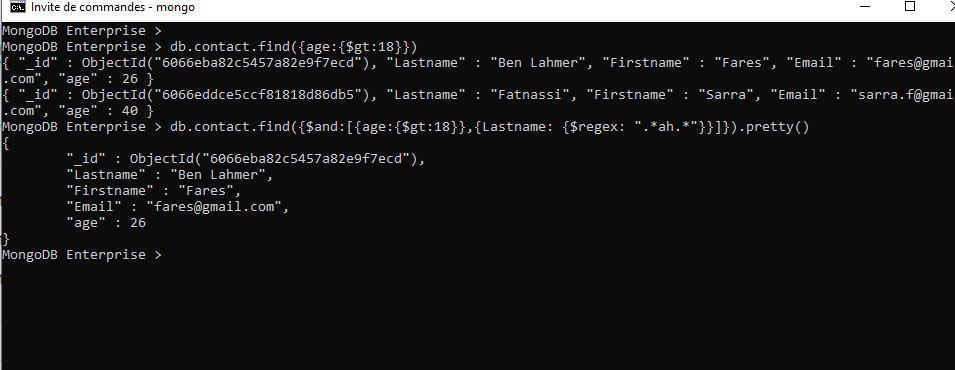 Invite de commandes - mongo
MongoDB Enterprise >
MongoDB Enterprise > db.contact.find({age:{$gt:18}})
{ "_id" : ObjectId("6066eba82c5457a82e9f7ecd"), "Lastname" : "Ben Lahmer", "Firstname" : "Fares", "Email" : "fares@gmai
.com", "age" : 26 }
{ "_id" : ObjectId("6066eddce5ccf81818d86db5"), "Lastname" : "Fatnassi", "Firstname" : "Sarra", "Email" : "sarra.f@gmai
.com", "age" : 40 }
MongoDB Enterprise > db.contact.find({$and:[{age:{$gt:18}},{Lastname: {$regex: ".*ah.*"}}]}).pretty()
{
"_id" : ObjectId("6066eba82c5457a82e9f7ecd"),
"Lastname" : "Ben Lahmer",
"Firstname" : "Fares",
"Email" : "fares@gmail.com",
"age" : 26
}
MongoDB Enterprise >